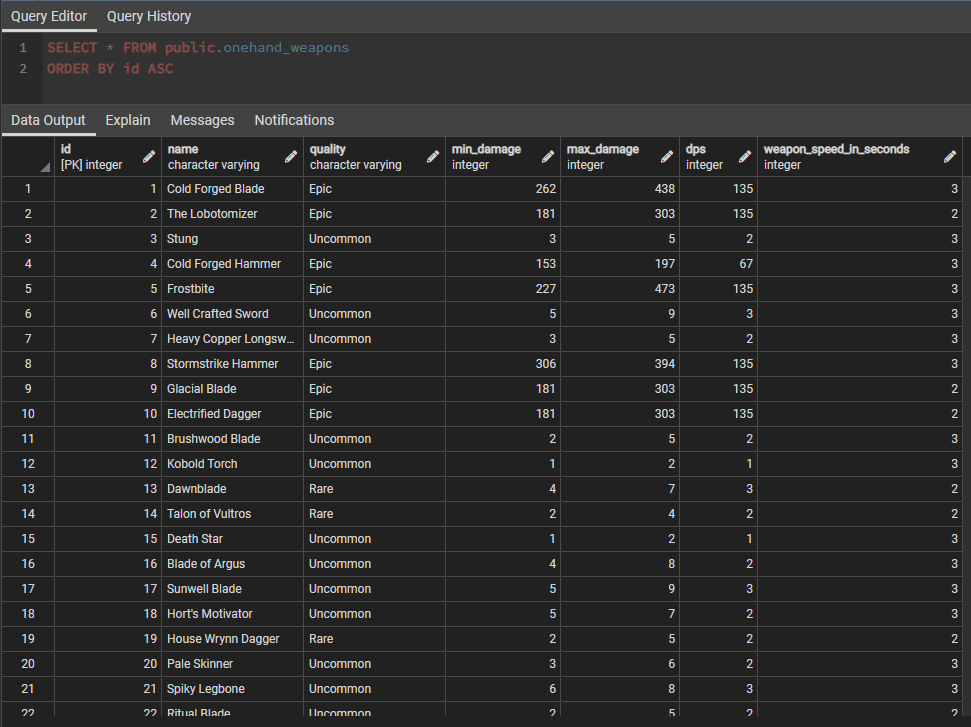 Query Editor Query History
1 SELECT * FROM public.onehand_weapons
2 ORDER BY id ASC
Data Output Explain Messages Notifications
id name quality min_damage max_damage dps weapon_speed_in_seconds
[PK] integer character varying character varying integer integer integer integer
1 1 Cold Forged Blade Epic 262 438 135 3
2 2 The Lobotomizer Epic 181 303 135 2
3 3 Stung Uncommon 3 5 2 3
4 4 Cold Forged Hammer Epic 153 197 67 3
5 5 Frostbite Epic 227 473 135 3
6 6 Well Crafted Sword Uncommon 5 9 3 3
7 7 Heavy Copper Longsw... Uncommon 3 5 2 3
8 8 Stormstrike Hammer Epic 306 394 135 3
9 9 Glacial Blade Epic 181 303 135 2
10 10 Electrified Dagger Epic 181 303 135 2
11 11 Brushwood Blade Uncommon 2 5 2 3
12 12 Kobold Torch Uncommon 1 2 1 3
13 13 Dawnblade Rare 4 7 3 2
14 14 Talon of Vultros Rare 2 4 2 2
15 15 Death Star Uncommon 1 2 1 3
16 16 Blade of Argus Uncommon 4 8 2 3
17 17 Sunwell Blade Uncommon 5 9 3 3
18 18 Hort's Motivator Uncommon 5 7 2 3
19 19 House Wrynn Dagger Rare 2 5 2 2
20 20 Pale Skinner Uncommon 3 6 2 3
21 21 Spiky Legbone Uncommon 6 8 3 3
22 22 Ritual Blade Uncommon 2 5 2 2